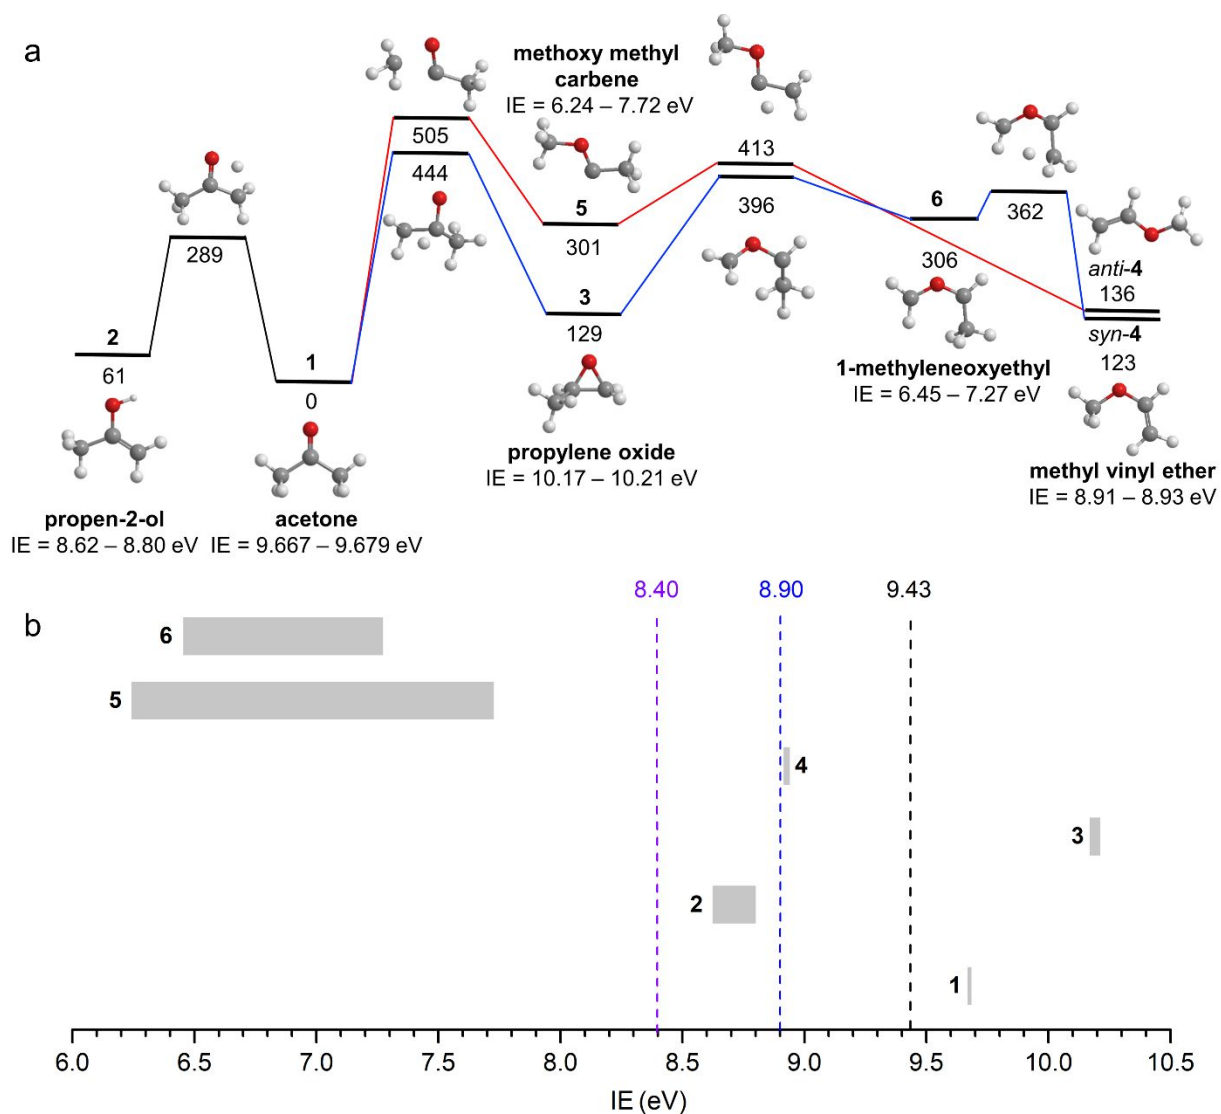 a
methoxy methyl
carbene
IE = 6.24 – 7.72 eV
505
444
413
396
5
301
6
306
362
289
3
129
anti-4
136
syn-4
123
2
61
1
0
1-methyleneoxyethyl
IE = 6.45 – 7.27 eV
propylene oxide
IE = 10.17 – 10.21 eV
methyl vinyl ether
IE = 8.91 – 8.93 eV
propen-2-ol
IE = 8.62 – 8.80 eV
acetone
IE = 9.667 – 9.679 eV
b
8.40
8.90
9.43
6
5
4
3
2
1
6.0 6.5 7.0 7.5 8.0 8.5 9.0 9.5 10.0 10.5
IE (eV)